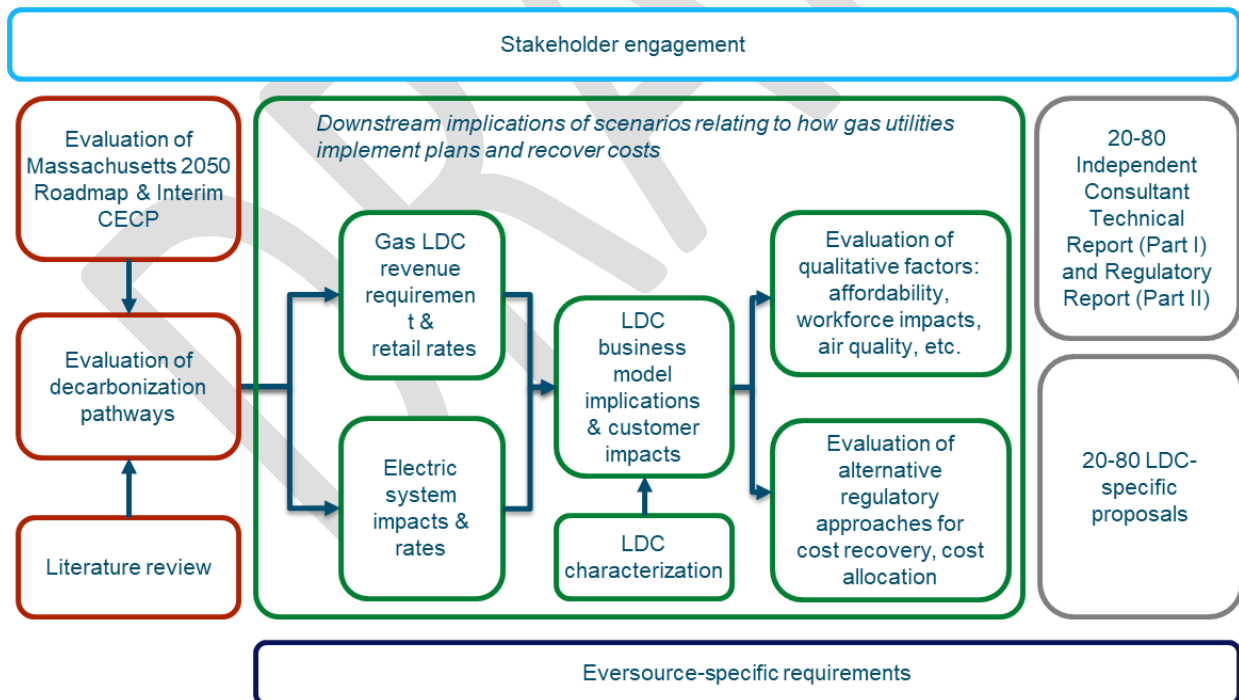 Stakeholder engagement
Evaluation of
Massachusetts 2050
Roadmap & Interim
CECP
Evaluation of
decarbonization
pathways
Literature review
Downstream implications of scenarios relating to how gas utilities
implement plans and recover costs
Gas LDC
revenue
requiremen
t &
retail rates
Electric
system
impacts &
rates
LDC
business
model
implications
& customer
impacts
LDC
characterization
Evaluation of
qualitative factors:
affordability,
workforce impacts,
air quality, etc.
Evaluation of
alternative
regulatory
approaches for
cost recovery, cost
allocation
20-80
Independent
Consultant
Technical
Report (Part I)
and Regulatory
Report (Part II)
20-80 LDC-
specific
proposals
Eversource-specific requirements